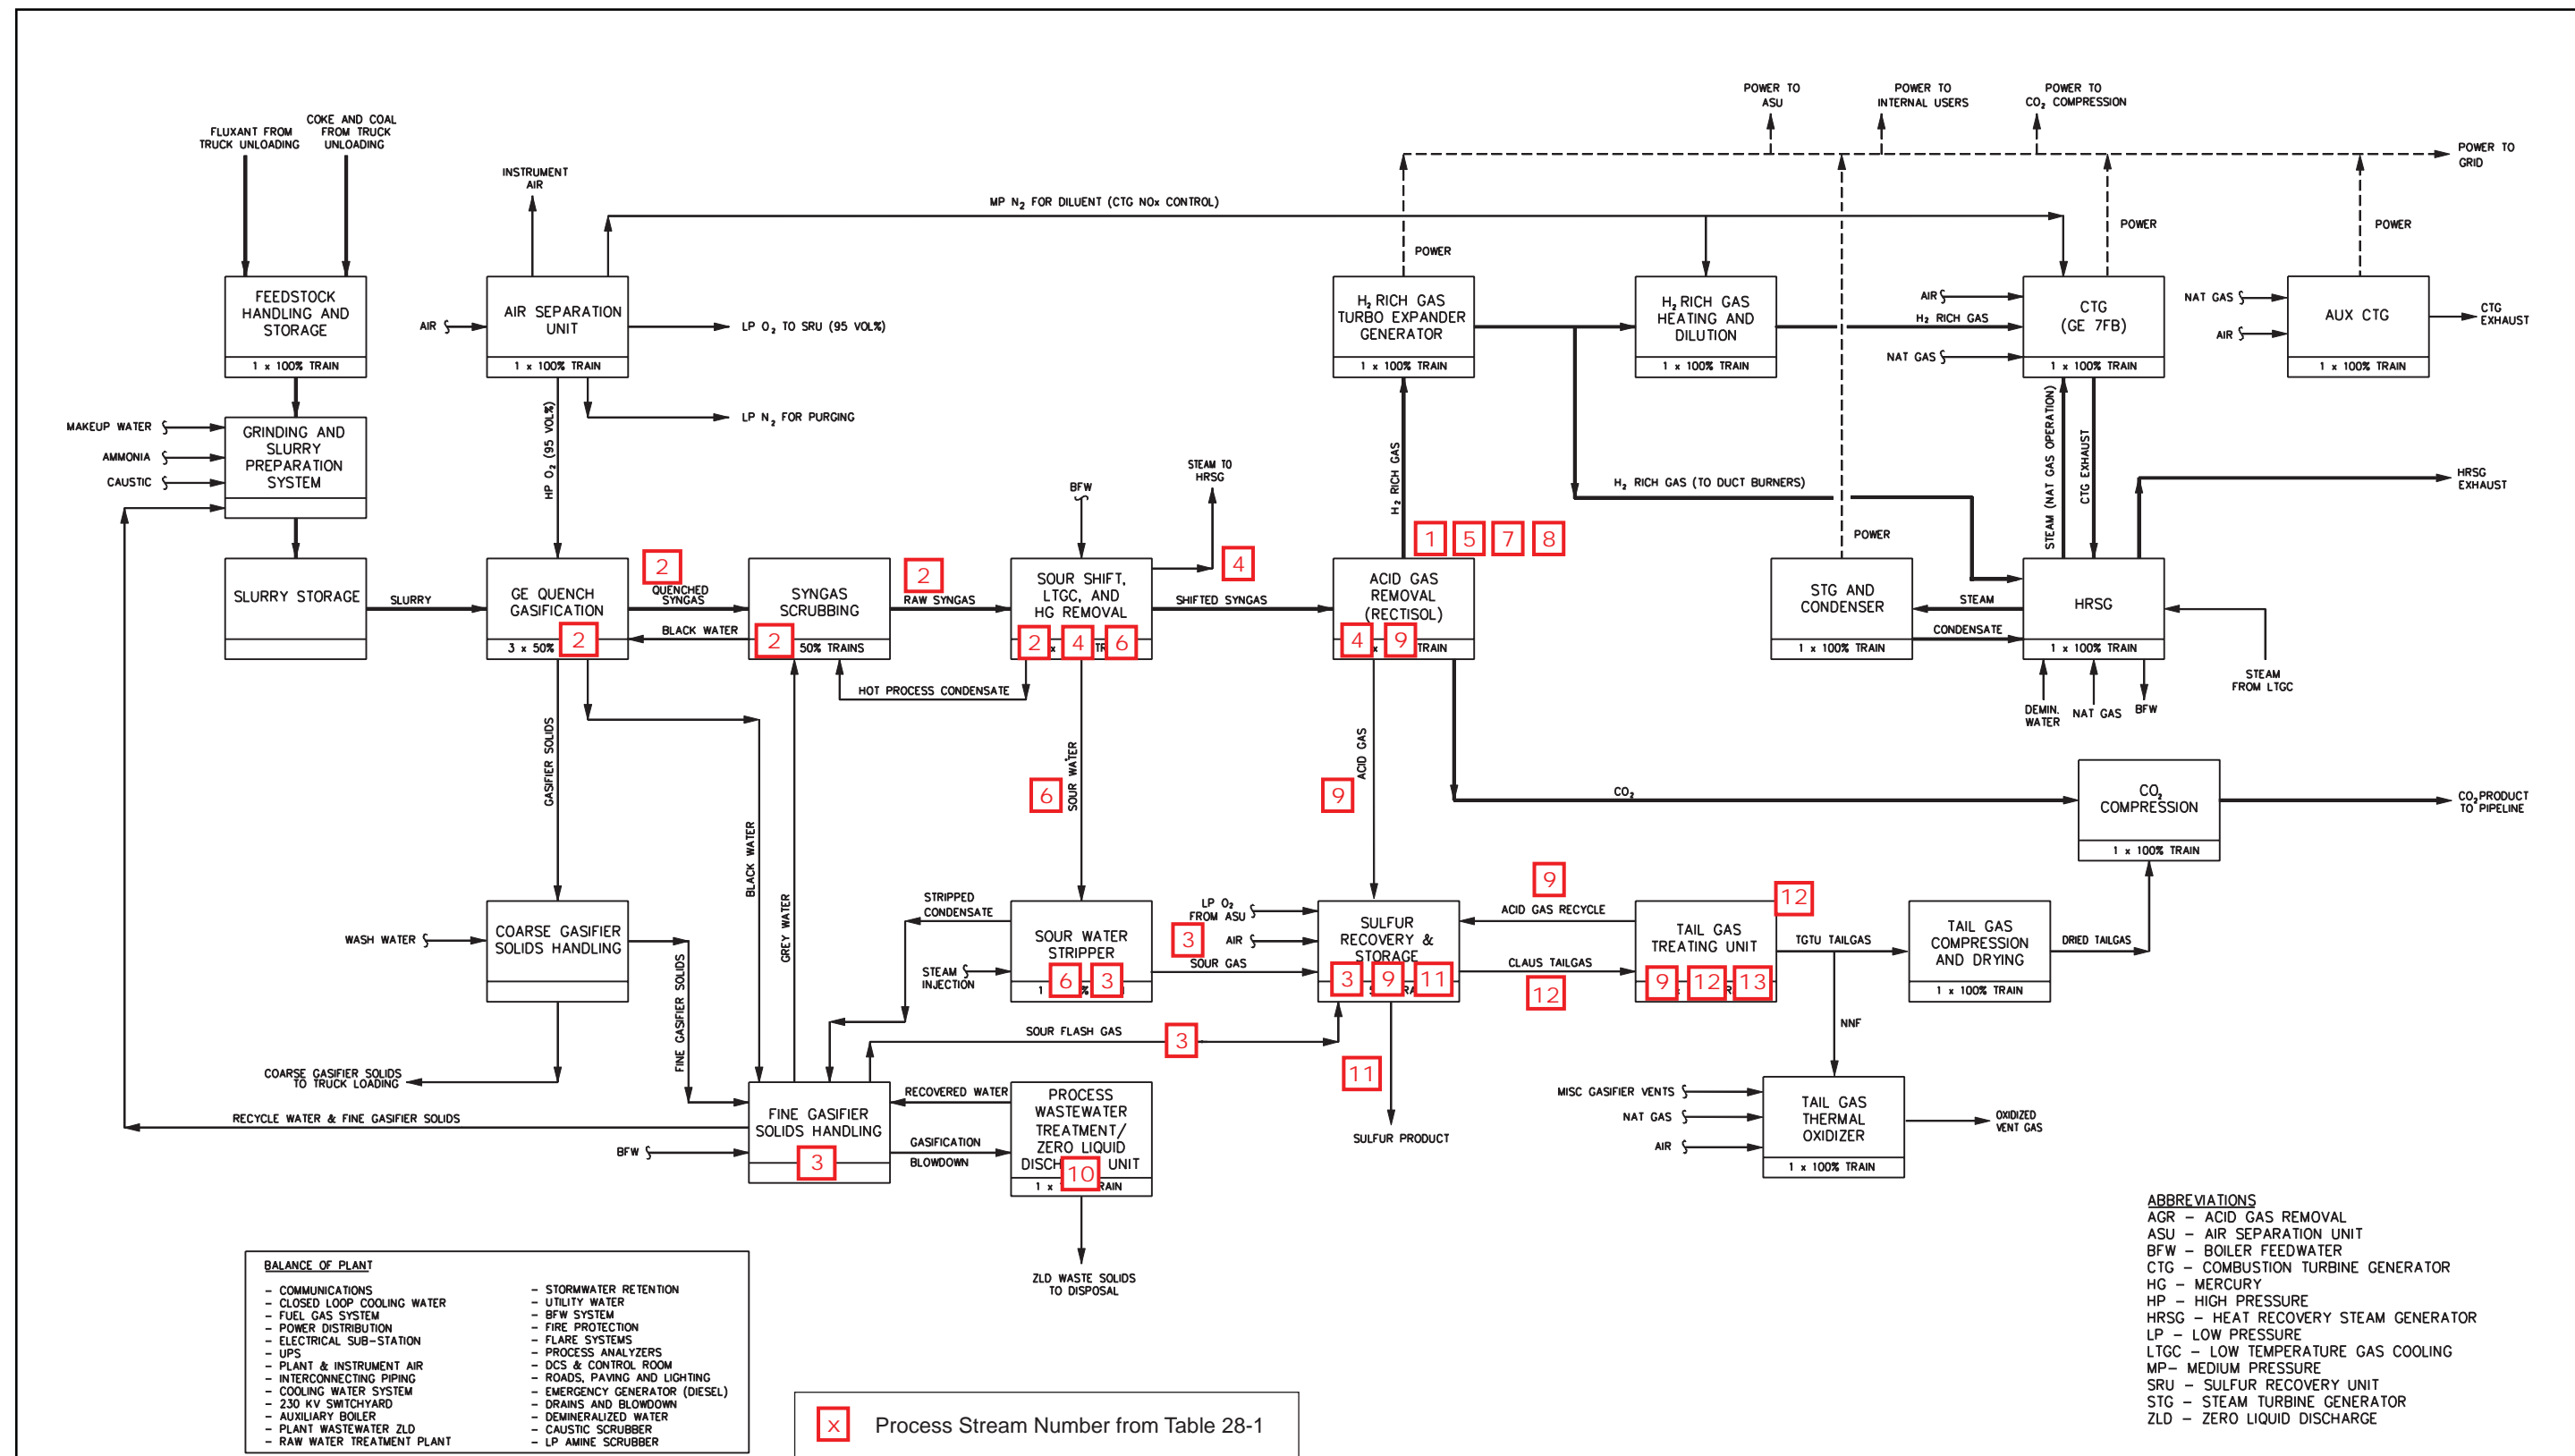 POWER TO
ASU
POWER TO
INTERNAL USERS
POWER TO
CO2 COMPRESSION
POWER TO
GRID
FLUXANT FROM
TRUCK UNLOADING
COKE AND COAL
FROM TRUCK
UNLOADING
INSTRUMENT
AIR
MP N2 FOR DILUENT (CTG NOx CONTROL)
POWER
POWER
POWER
FEEDSTOCK
HANDLING AND
STORAGE
1 x 100% TRAIN
AIR
AIR SEPARATION
UNIT
1 x 100% TRAIN
LP O2 TO SRU (95 VOL%)
LP N2 FOR PURGING
HP O2 (95 VOL%)
H2 RICH GAS
TURBO EXPANDER
GENERATOR
1 x 100% TRAIN
H2 RICH GAS
HEATING AND
DILUTION
1 x 100% TRAIN
AIR
H2 RICH GAS
NAT GAS
CTG
(GE 7FB)
1 x 100% TRAIN
NAT GAS
AIR
AUX CTG
1 x 100% TRAIN
CTG
EXHAUST
MAKEUP WATER
AMMONIA
CAUSTIC
GRINDING AND
SLURRY
PREPARATION
SYSTEM
BFW
STEAM TO
HRSG
H2 RICH GAS
H2 RICH GAS (TO DUCT BURNERS)
STEAM (NAT GAS OPERATION)
CTG EXHAUST
HRSG
EXHAUST
POWER
1
5
7
8
SLURRY STORAGE
SLURRY
GE QUENCH
GASIFICATION
3 x 50%
2
2
QUENCHED
SYNGAS
BLACK WATER
SYNGAS
SCRUBBING
2
50% TRAINS
2
RAW SYNGAS
SOUR SHIFT,
LTGC, AND
HG REMOVAL
2
x
4
TR
6
4
SHIFTED SYNGAS
ACID GAS
REMOVAL
(RECTISOL)
4
x
9
TRAIN
STG AND
CONDENSER
1 x 100% TRAIN
STEAM
CONDENSATE
HRSG
1 x 100% TRAIN
STEAM
FROM LTGC
DEMIN.
WATER
NAT GAS
BFW
HOT PROCESS CONDENSATE
GASIFIER SOLIDS
BLACK WATER
GREY WATER
6
SOUR WATER
9
ACID GAS
CO2
CO2
COMPRESSION
1 x 100% TRAIN
CO2 PRODUCT
TO PIPELINE
WASH WATER
COARSE GASIFIER
SOLIDS HANDLING
FINE GASIFIER SOLIDS
STRIPPED
CONDENSATE
STEAM
INJECTION
SOUR WATER
STRIPPER
1
6
%
3
3
SOUR GAS
LP O2
FROM ASU
AIR
SULFUR
RECOVERY &
STORAGE
3
9
11
9
ACID GAS RECYCLE
CLAUS TAILGAS
12
12
TAIL GAS
TREATING UNIT
9
12
13
TGTU TAILGAS
NNF
TAIL GAS
COMPRESSION
AND DRYING
1 x 100% TRAIN
DRIED TAILGAS
SOUR FLASH GAS
3
11
SULFUR PRODUCT
COARSE GASIFIER SOLIDS
TO TRUCK LOADING
RECYCLE WATER & FINE GASIFIER SOLIDS
BFW
FINE GASIFIER
SOLIDS HANDLING
3
RECOVERED WATER
GASIFICATION
BLOWDOWN
PROCESS
WASTEWATER
TREATMENT/
ZERO LIQUID
DISCH UNIT
1 x
10
RAIN
ZLD WASTE SOLIDS
TO DISPOSAL
MISC GASIFIER VENTS
NAT GAS
AIR
TAIL GAS
THERMAL
OXIDIZER
1 x 100% TRAIN
OXIDIZED
VENT GAS
BALANCE OF PLANT
- COMMUNICATIONS
- CLOSED LOOP COOLING WATER
- FUEL GAS SYSTEM
- POWER DISTRIBUTION
- ELECTRICAL SUB-STATION
- UPS
- PLANT & INSTRUMENT AIR
- INTERCONNECTING PIPING
- COOLING WATER SYSTEM
- 230 KV SWITCHYARD
- AUXILIARY BOILER
- PLANT WASTEWATER ZLD
- RAW WATER TREATMENT PLANT
- STORMWATER RETENTION
- UTILITY WATER
- BFW SYSTEM
- FIRE PROTECTION
- FLARE SYSTEMS
- PROCESS ANALYZERS
- DCS & CONTROL ROOM
- ROADS, PAVING AND LIGHTING
- EMERGENCY GENERATOR (DIESEL)
- DRAINS AND BLOWDOWN
- DEMINERALIZED WATER
- CAUSTIC SCRUBBER
- LP AMINE SCRUBBER
x Process Stream Number from Table 28-1
ABBREVIATIONS
AGR - ACID GAS REMOVAL
ASU - AIR SEPARATION UNIT
BFW - BOILER FEEDWATER
CTG - COMBUSTION TURBINE GENERATOR
HG - MERCURY
HP - HIGH PRESSURE
HRSG - HEAT RECOVERY STEAM GENERATOR
LP - LOW PRESSURE
LTGC - LOW TEMPERATURE GAS COOLING
MP- MEDIUM PRESSURE
SRU - SULFUR RECOVERY UNIT
STG - STEAM TURBINE GENERATOR
ZLD - ZERO LIQUID DISCHARGE